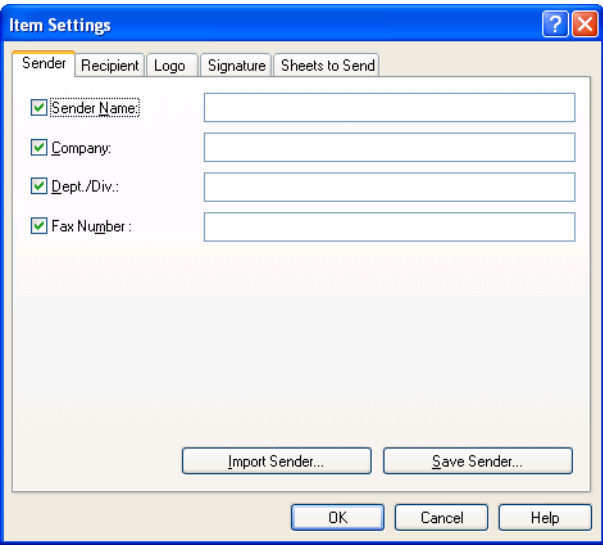 Item Settings
Sender Recipient Logo Signature Sheets to Send
Sender Name:
Company:
Dept./Div.:
Fax Number :
Import Sender... Save Sender...
OK Cancel Help